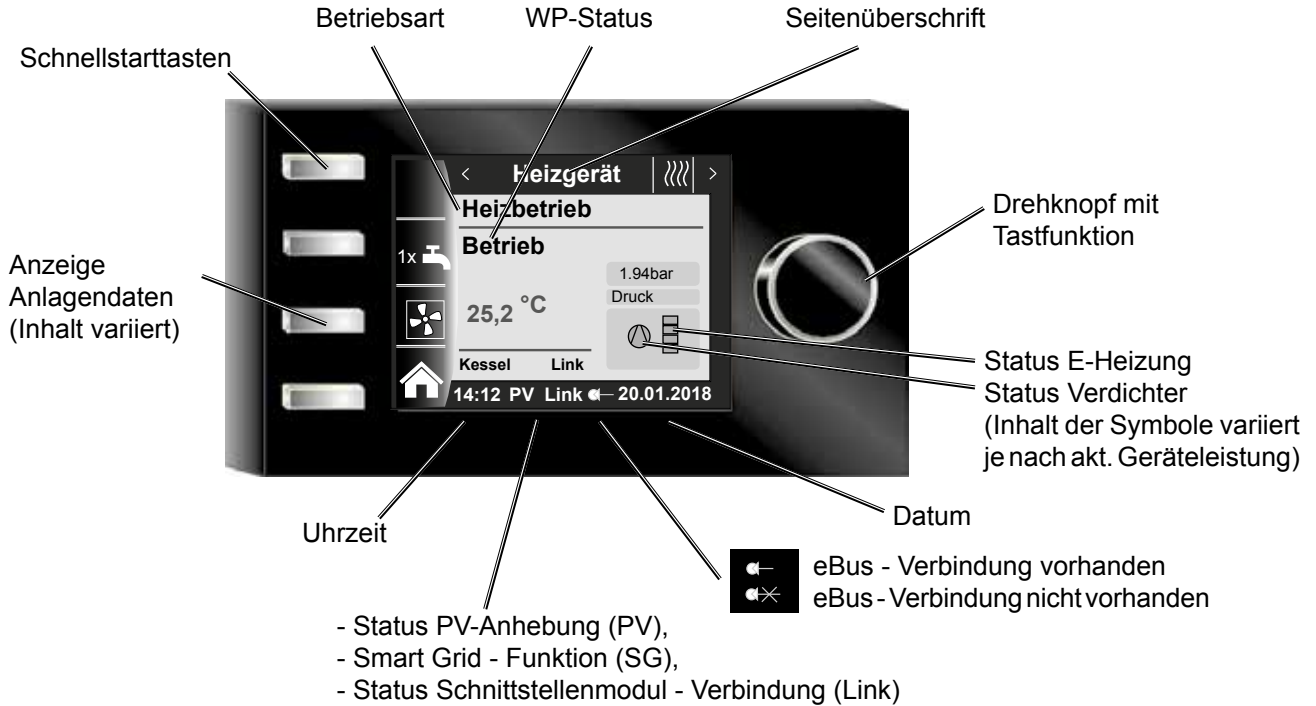 Betriebsart
WP-Status
Seitenüberschrift
Schnellstarttasten
< Heizgerät >
Heizbetrieb
Betrieb
1x
1.94bar
Druck
25,2 °C
Kessel Link
14:12 PV Link 20.01.2018
Drehknopf mit
Tastfunktion
Anzeige
Anlagendaten
(Inhalt variiert)
Status E-Heizung
Status Verdichter
(Inhalt der Symbole variiert
je nach akt. Geräteleistung)
Uhrzeit
Datum
eBus - Verbindung vorhanden
eBus - Verbindung nicht vorhanden
- Status PV-Anhebung (PV),
- Smart Grid - Funktion (SG),
- Status Schnittstellenmodul - Verbindung (Link)